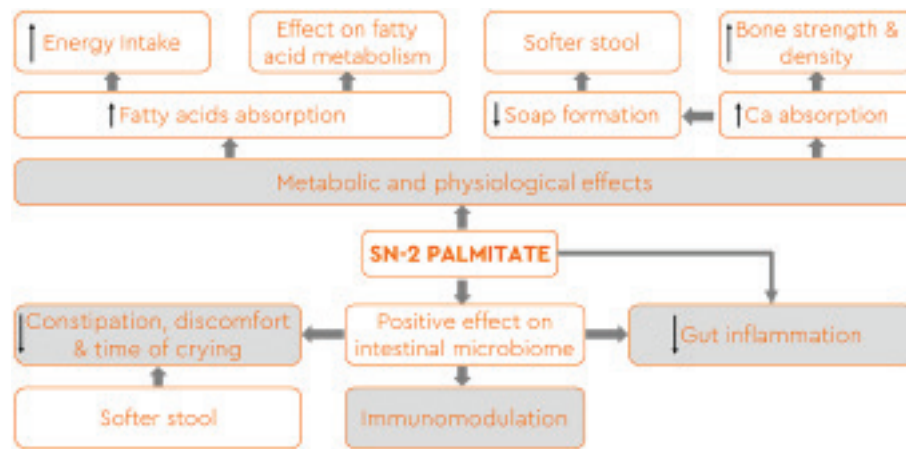 Energy Intake
Effect on fatty
acid metabolism
Softer stool
Bone strength &
density
Fatty acids absorption
Soap formation
Ca absorption
Metabolic and physiological effects
SN-2 PALMITATE
Constipation, discomfort
& time of crying
Positive effect on
intestinal microbiome
Gut inflammation
Softer stool
Immunomodulation